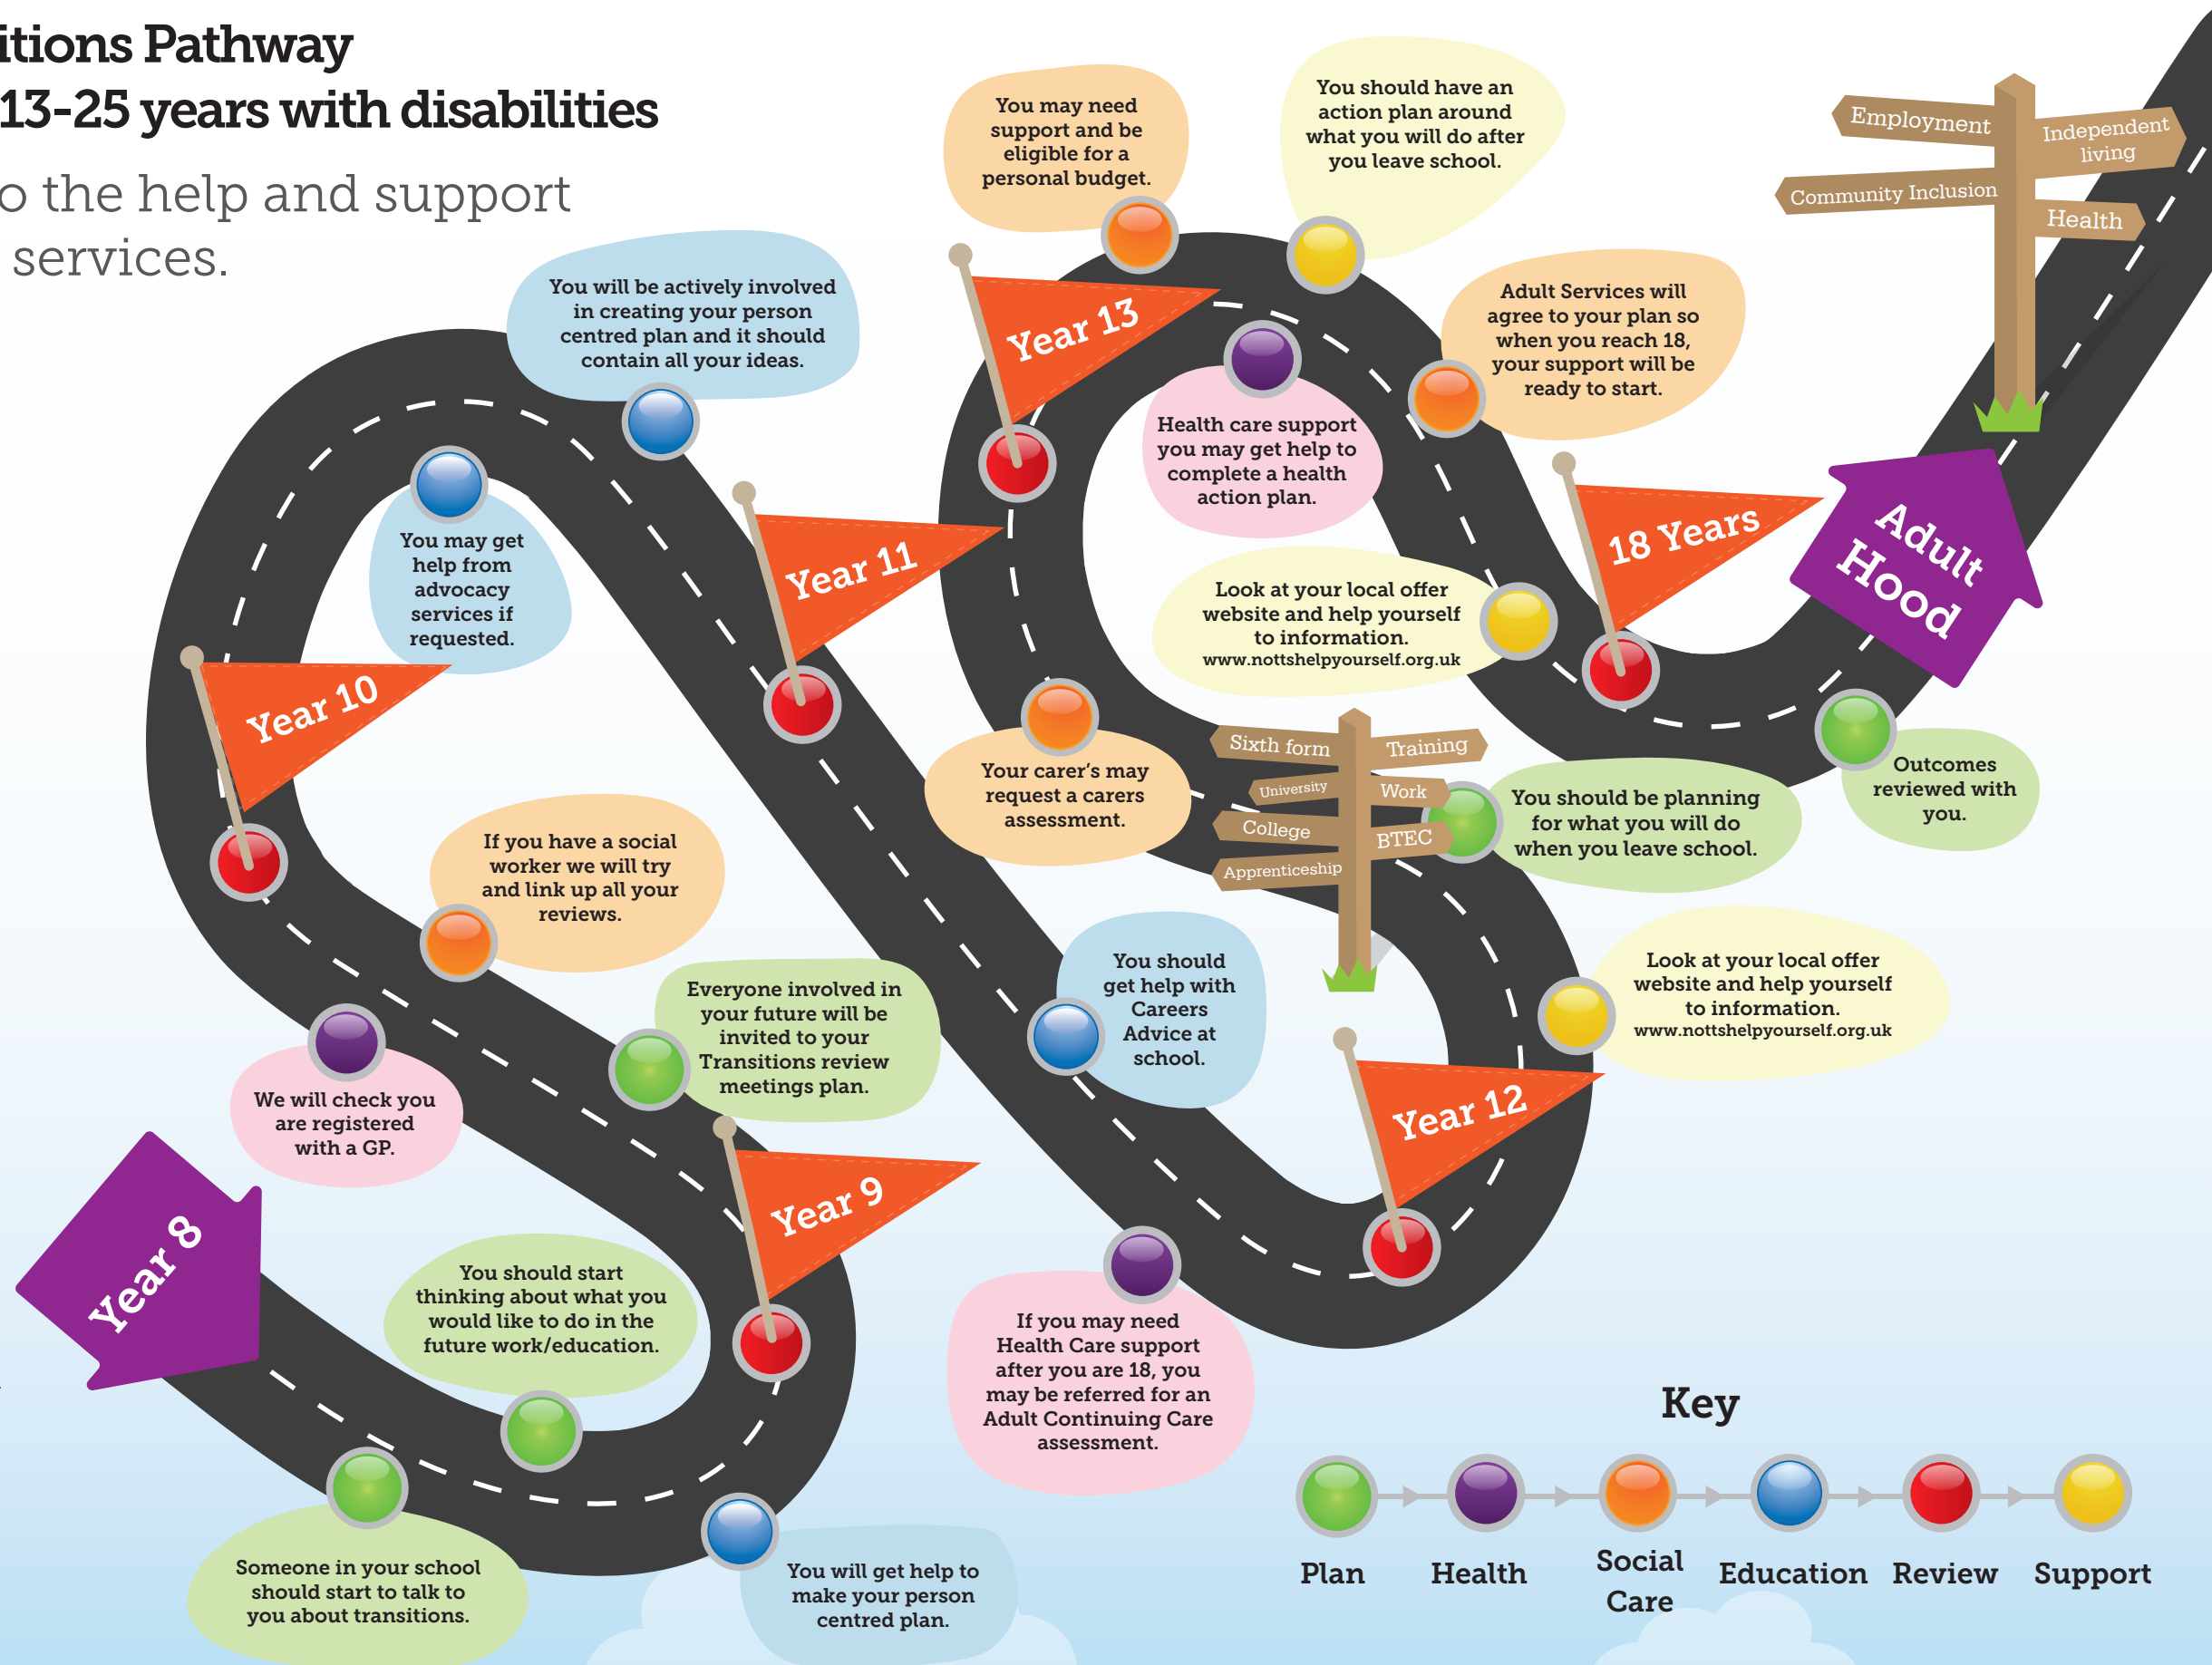 itions Pathway
13-25 years with disabilities
o the help and support
services.
Year 8
Someone in your school
should start to talk to
you about transitions.
You should start
thinking about what you
would like to do in the
future work/education.
You will get help to
make your person
centred plan.
Year 9
Everyone involved in
your future will be
invited to your
Transitions review
meetings plan.
We will check you
are registered
with a GP.
If you have a social
worker we will try
and link up all your
reviews.
Year 10
You may get
help from
advocacy
services if
requested.
You will be actively involved
in creating your person
centred plan and it should
contain all your ideas.
Year 11
You should
get help with
Careers
Advice at
school.
If you may need
Health Care support
after you are 18, you
may be referred for an
Adult Continuing Care
assessment.
Year 12
Look at your local offer
website and help yourself
to information.
www.nottshelpyourself.org.uk
You should be planning
for what you will do
when you leave school.
Sixth form
Training
University
Work
College
BTEC
Apprenticeship
Your carer's may
request a carers
assessment.
Year 13
You may need
support and be
eligible for a
personal budget.
Health care support
you may get help to
complete a health
action plan.
You should have an
action plan around
what you will do after
you leave school.
Adult Services will
agree to your plan so
when you reach 18,
your support will be
ready to start.
Look at your local offer
website and help yourself
to information.
www.nottshelpyourself.org.uk
18 Years
Outcomes
reviewed with
you.
Adult
Hood
Employment
Independent
living
Community Inclusion
Health
Key
Plan
Health
Social
Care
Education
Review
Support